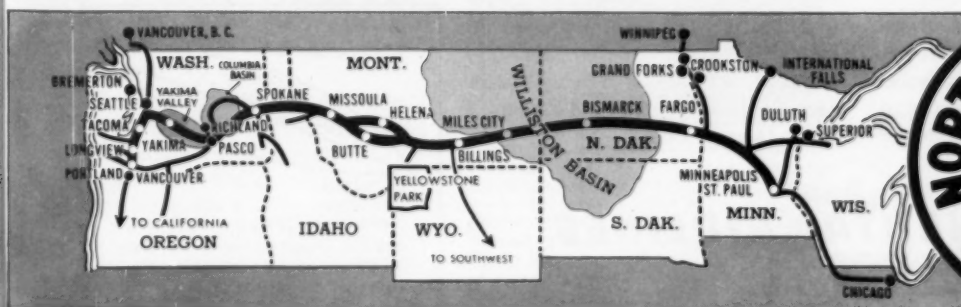 VANCOUVER, B. C.
WASH.
COLUMBIA
BASIN
MONT.
WINNIPEG
GRAND FORKS
CROOKSTON
INTERNATIONAL
FALLS
BREMERTON
SEATTLE
YAKIMA
VALLEY
SPOKANE
MISSOULA
HELENA
WILLISTON BASIN
MILES CITY
BISMARCK
FARGO
DULUTH
SUPERIOR
TACOMA
RICHLAND
LONGVIEW
YAKIMA
PASCO
BUTTE
BILLINGS
N. DAK.
PORTLAND
VANCOUVER
YELLOWSTONE
PARK
MINNEAPOLIS
ST. PAUL
TO CALIFORNIA
OREGON
IDAHO
WYO.
S. DAK.
MINN.
WIS.
TO SOUTHWEST
CHICAGO